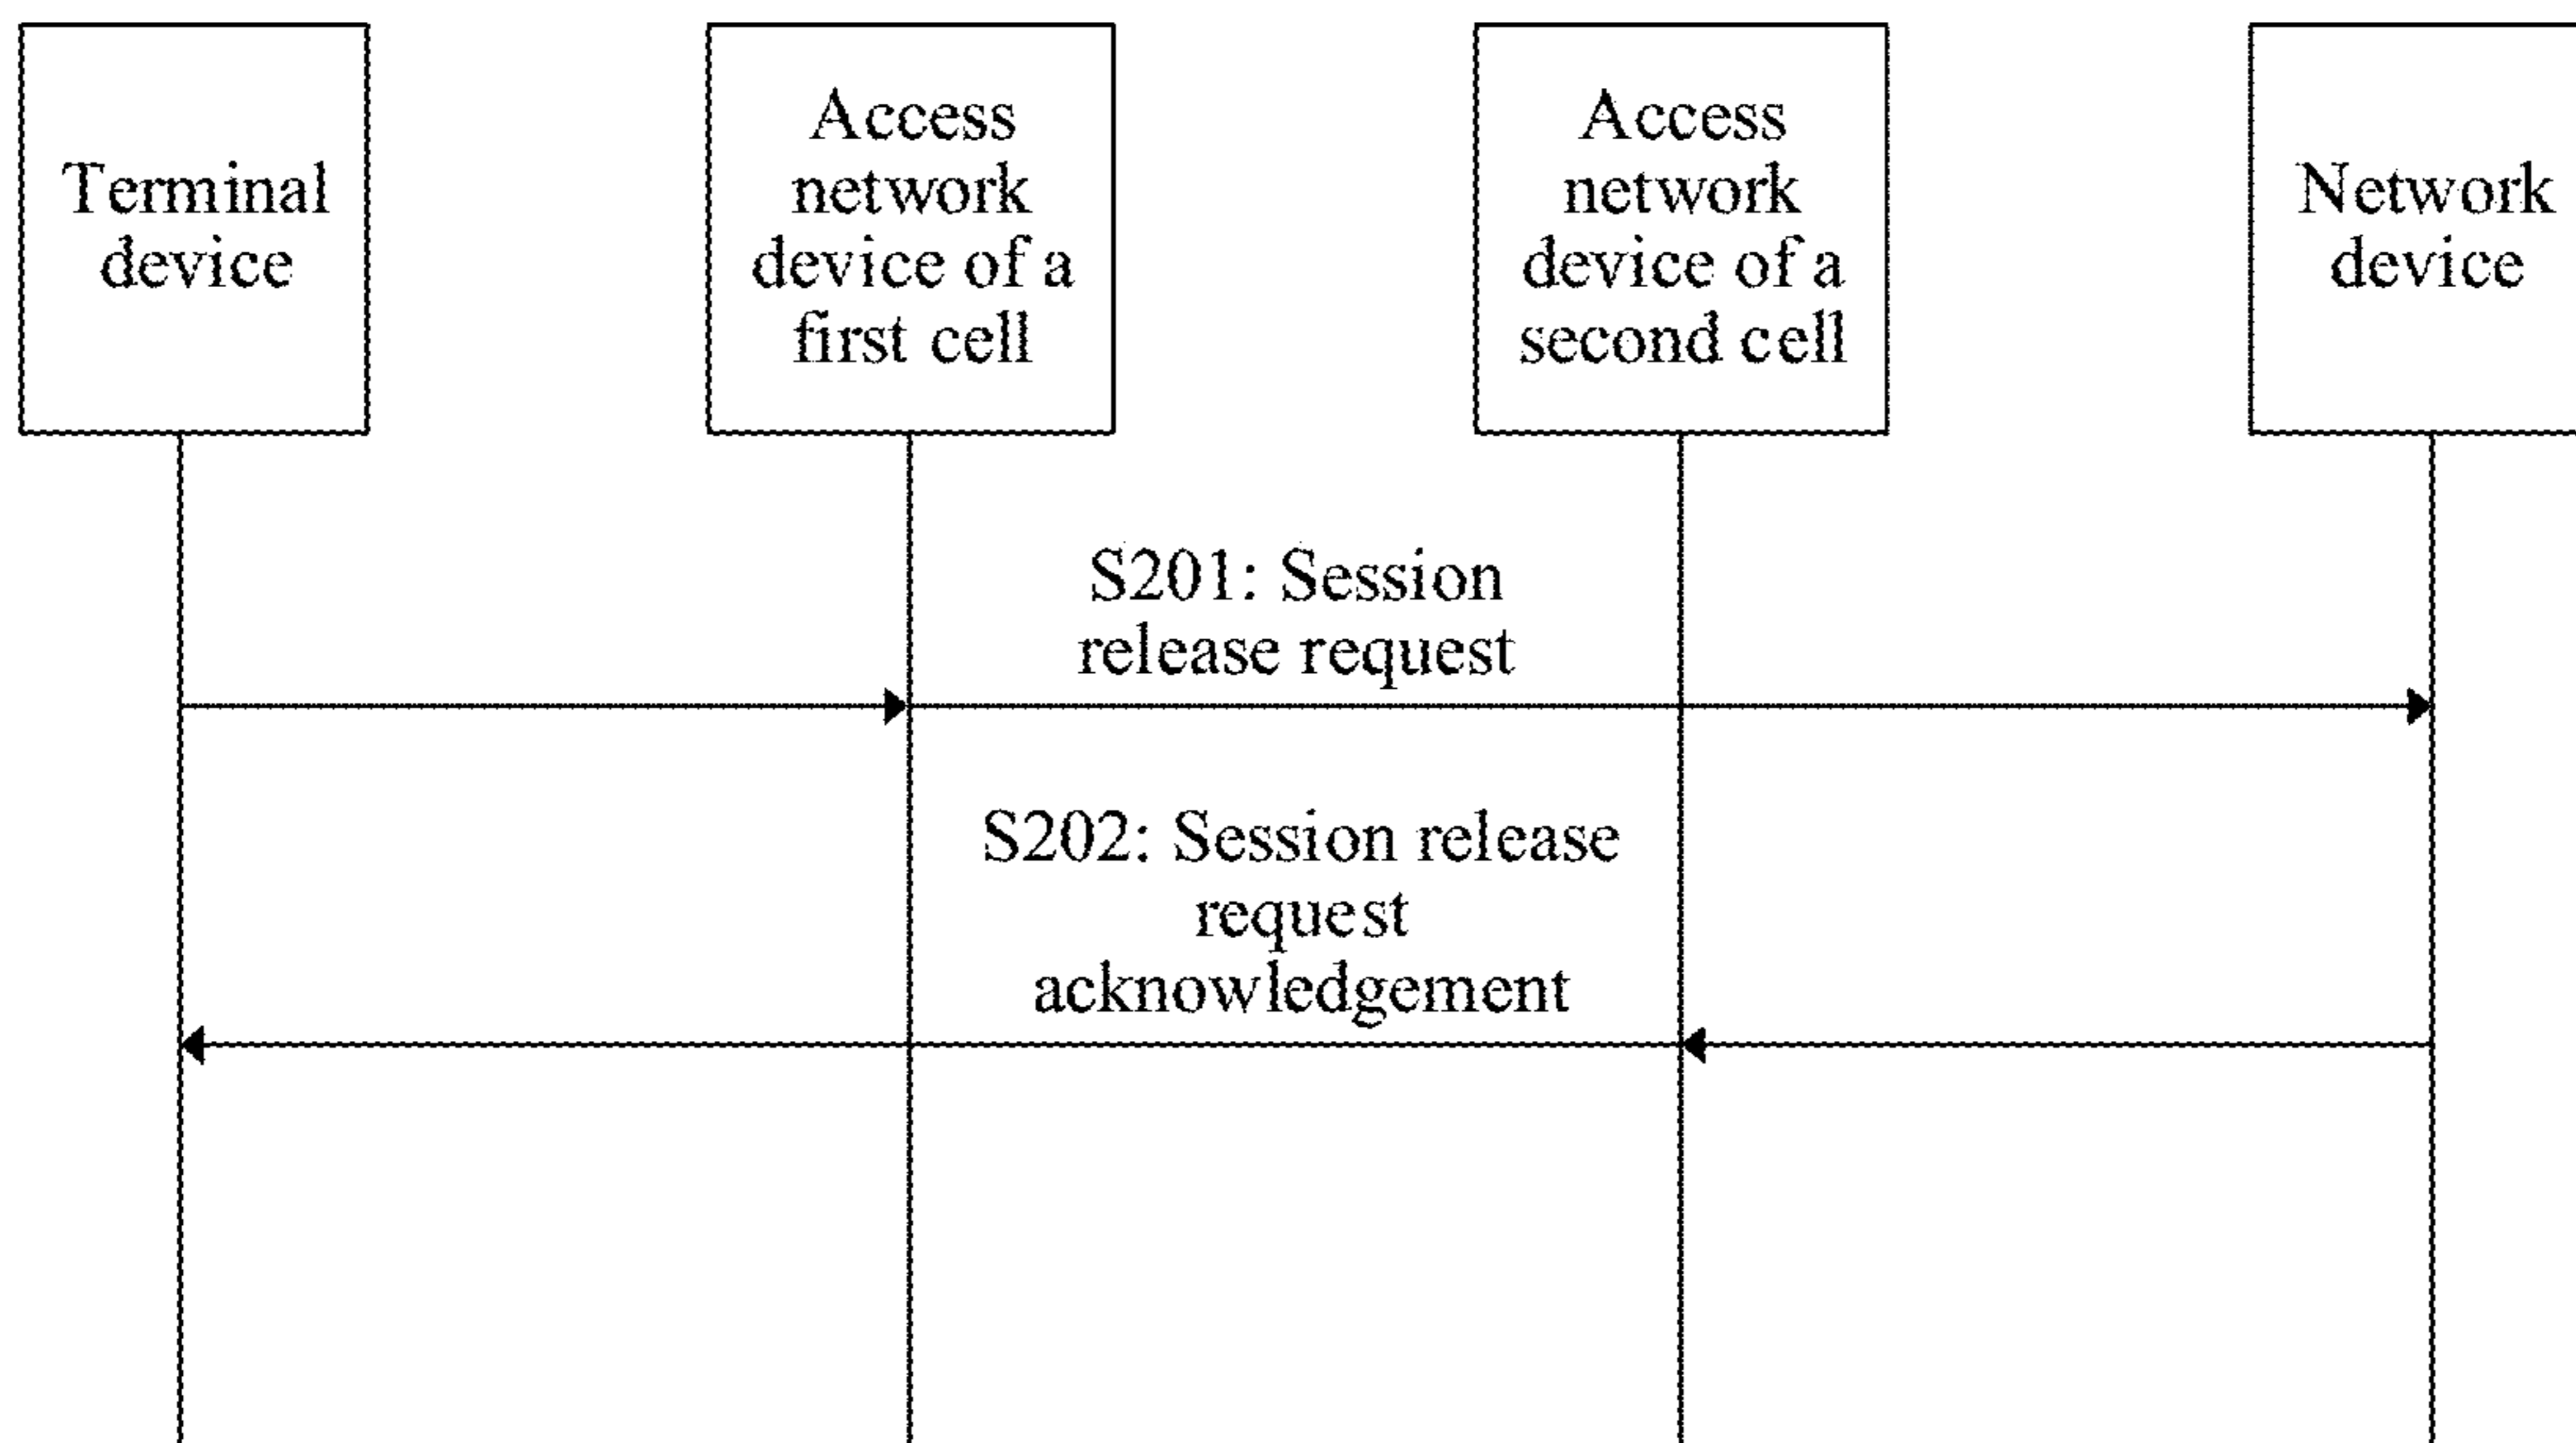 Terminal
device
Access
network
device of a
first cell
Access
network
device of a
second cell
Network
device
S201: Session
release request
S202: Session release
request
acknowledgement